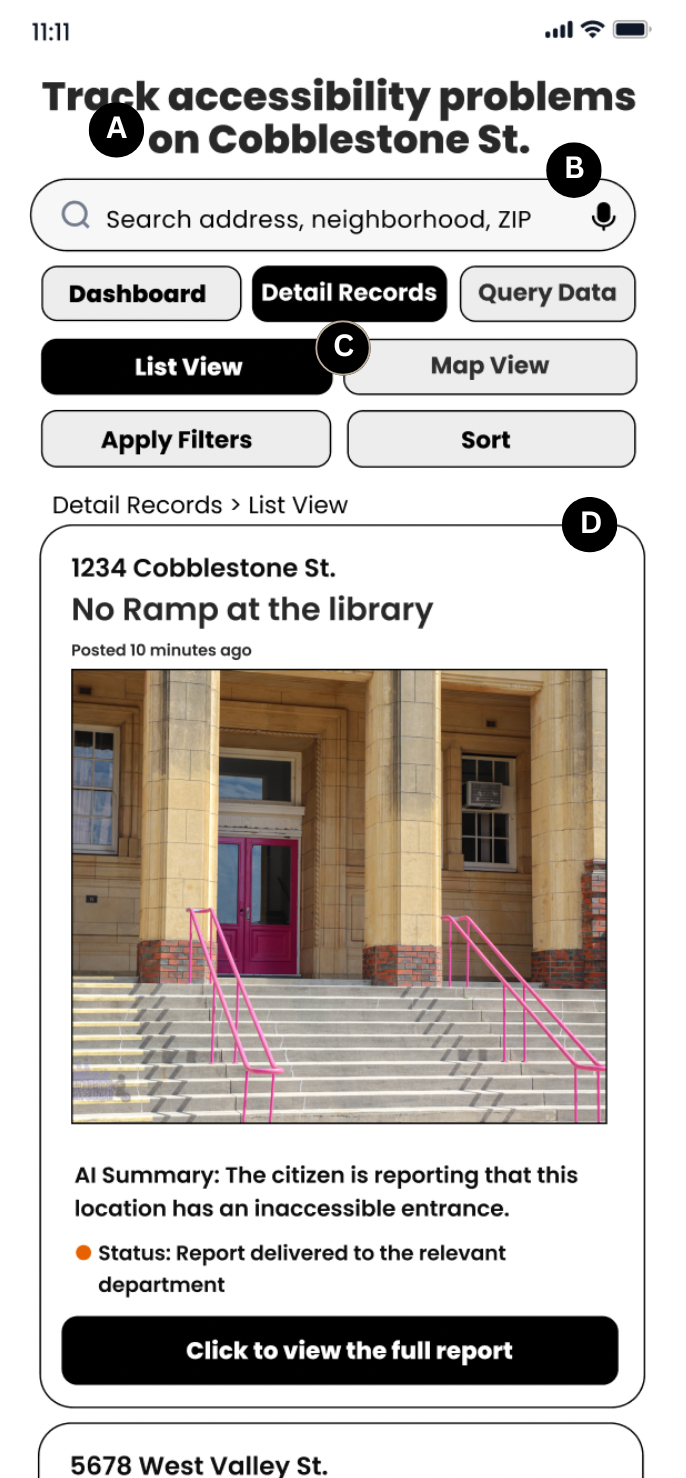 11:11
Track accessibility problems
A
on Cobblestone St.
B
Search address, neighborhood, ZIP
Dashboard
Detail Records
Query Data
C
List View
Map View
Apply Filters
Sort
Detail Records > List View
D
1234 Cobblestone St.
No Ramp at the library
Posted 10 minutes ago
AI Summary: The citizen is reporting that this
location has an inaccessible entrance.
Status: Report delivered to the relevant
department
Click to view the full report
5678 West Valley St.